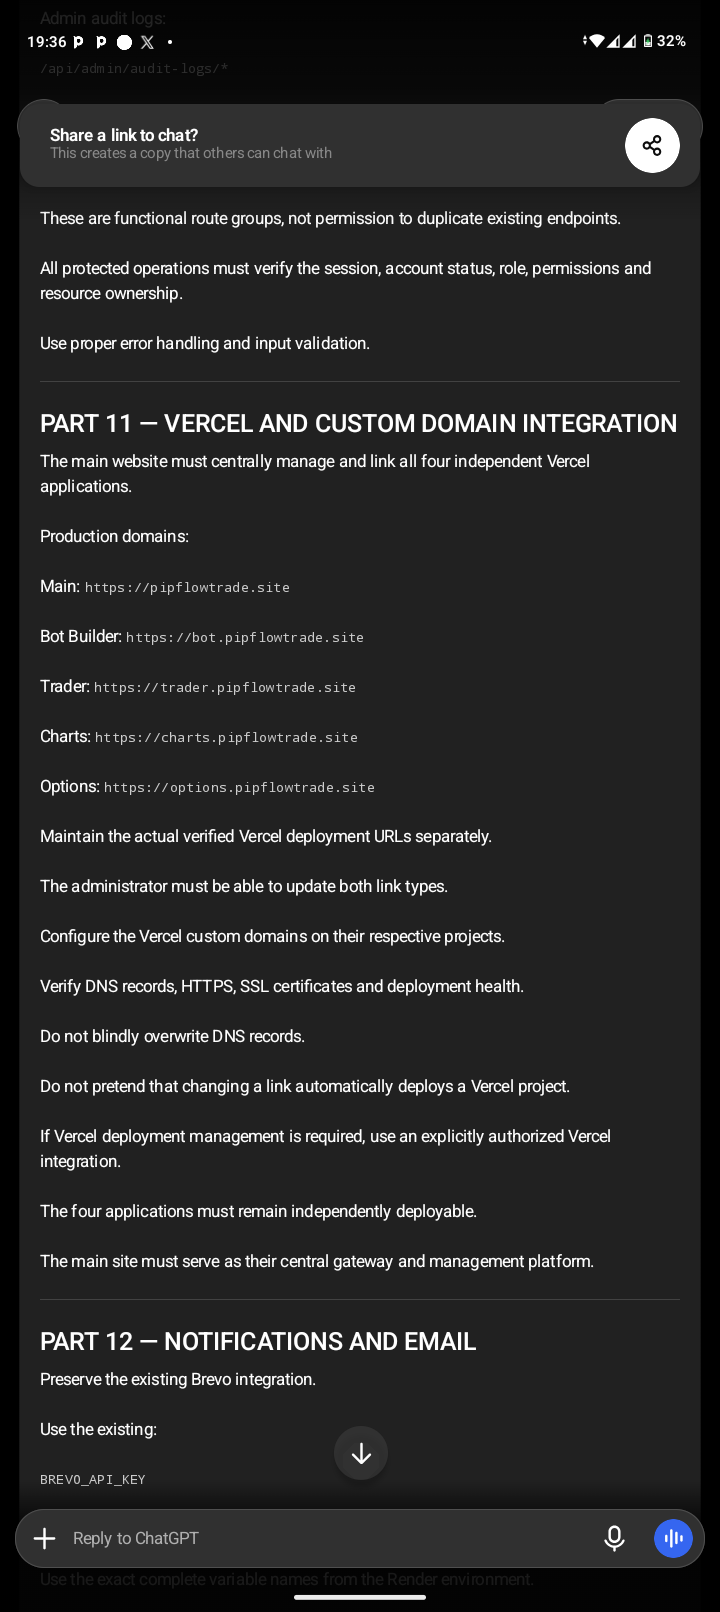 Admin audit logs:
19:36
32%
/api/admin/audit-logs/*
Share a link to chat?
This creates a copy that others can chat with
These are functional route groups, not permission to duplicate existing endpoints.
All protected operations must verify the session, account status, role, permissions and
resource ownership.
Use proper error handling and input validation.
PART 11 — VERCEL AND CUSTOM DOMAIN INTEGRATION
The main website must centrally manage and link all four independent Vercel
applications.
Production domains:
Main: https://pipflowtrade.site
Bot Builder: https://bot.pipflowtrade.site
Trader: https://trader.pipflowtrade.site
Charts: https://charts.pipflowtrade.site
Options: https://options.pipflowtrade.site
Maintain the actual verified Vercel deployment URLs separately.
The administrator must be able to update both link types.
Configure the Vercel custom domains on their respective projects.
Verify DNS records, HTTPS, SSL certificates and deployment health.
Do not blindly overwrite DNS records.
Do not pretend that changing a link automatically deploys a Vercel project.
If Vercel deployment management is required, use an explicitly authorized Vercel
integration.
The four applications must remain independently deployable.
The main site must serve as their central gateway and management platform.
PART 12 — NOTIFICATIONS AND EMAIL
Preserve the existing Brevo integration.
Use the existing:
BREVO_API_KEY
Reply to ChatGPT
Use the exact complete variable names from the Render environment.